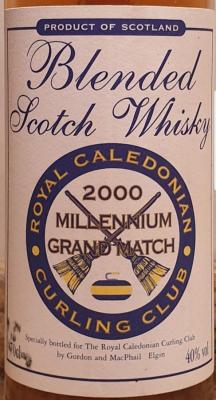 PRODUCT OF SCOTLAND
Blended
Scotch Whisky
ROYAL CALEDONIAN
2000
MILLENNIUM
GRAND MATCH
CURLING CLUB
Specially bottled for The Royal Caledonian Curling Club
by Gordon and MacPhail Elgin
40%